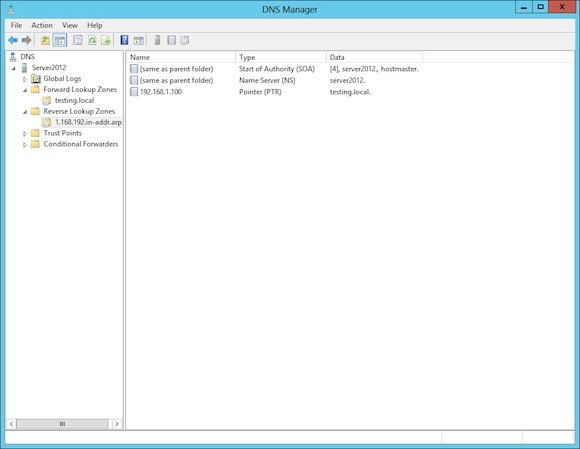 DNS Manager
File Action View Help
DNS
Server2012
Global Logs
Forward Lookup Zones
testing.local
Reverse Lookup Zones
1.168.192.in-addr.arp
Trust Points
Conditional Forwarders
Name Type Data
(same as parent folder) Start of Authority (SOA) [4], server2012., hostmaster.
(same as parent folder) Name Server (NS) server2012.
192.168.1.100 Pointer (PTR) testing.local.